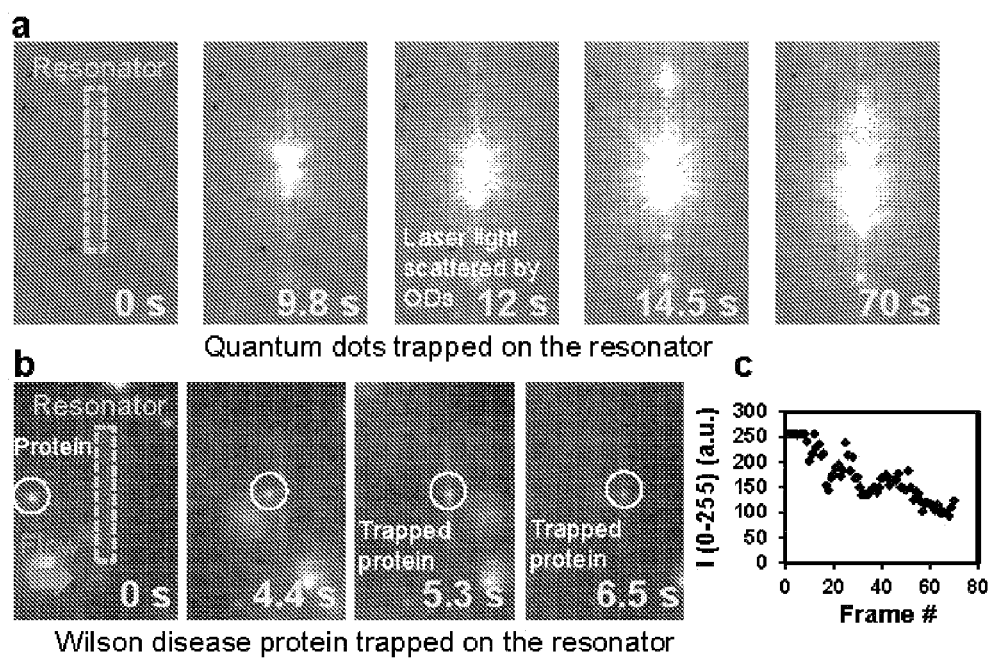 a
Resonator
0 s
9.8 s
Laser light
scattered by
QDs
12 s
14.5 s
70 s
Quantum dots trapped on the resonator
b
Resonator
Protein
0 s
4.4 s
Trapped
protein
5.3 s
Trapped
protein
6.5 s
Wilson disease protein trapped on the resonator
c
I (0-255) (a.u.)
300
250
200
150
100
50
0
0 20 40 60 80
Frame #